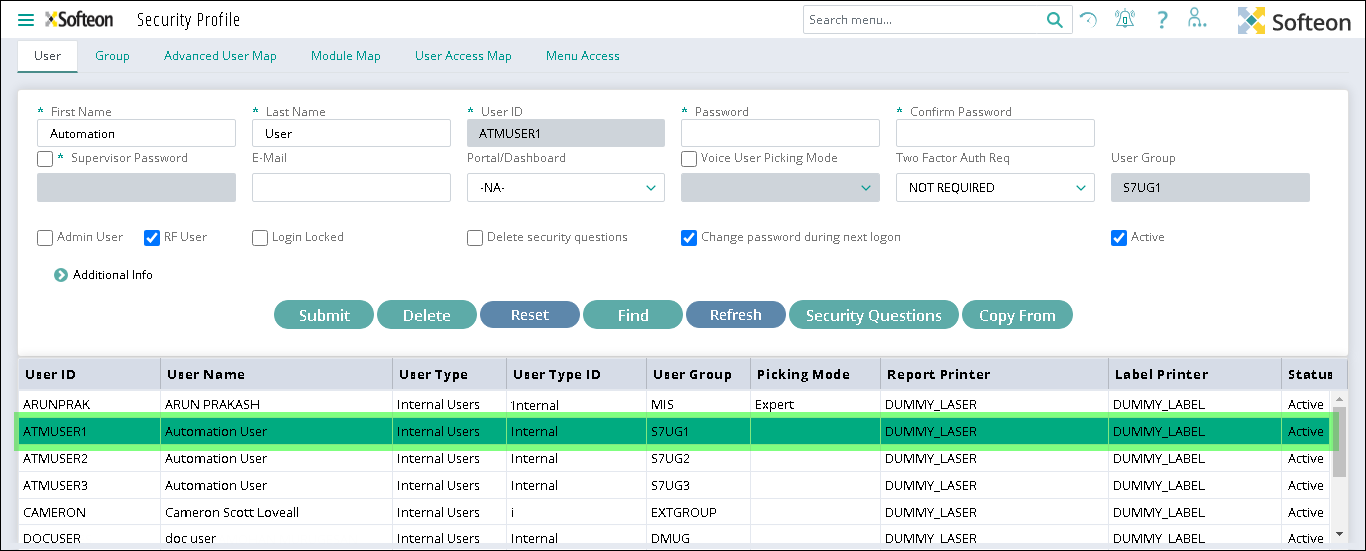 Softeon Security Profile Search menu... ? Softeon
User Group Advanced User Map Module Map User Access Map Menu Access
* First Name * Last Name * User ID * Password * Confirm Password
Automation User ATMUSER1
* Supervisor Password E-Mail Portal/Dashboard Voice User Picking Mode Two Factor Auth Req User Group
-NA- NOT REQUIRED S7UG1
Admin User RF User Login Locked Delete security questions Change password during next logon Active
Additional Info
Submit Delete Reset Find Refresh Security Questions Copy From
User ID User Name User Type User Type ID User Group Picking Mode Report Printer Label Printer Status
ARUNPRAK ARUN PRAKASH Internal Users Internal MIS Expert DUMMY_LASER DUMMY_LABEL Active
ATMUSER1 Automation User Internal Users Internal S7UG1 DUMMY_LASER DUMMY_LABEL Active
ATMUSER2 Automation User Internal Users Internal S7UG2 DUMMY_LASER DUMMY_LABEL Active
ATMUSER3 Automation User Internal Users Internal S7UG3 DUMMY_LASER DUMMY_LABEL Active
CAMERON Cameron Scott Loveall Internal Users i EXTGROUP DUMMY_LASER DUMMY_LABEL Active
DOCUSER doc user Internal Users Internal DMUG DUMMY_LASER DUMMY_LABEL Active